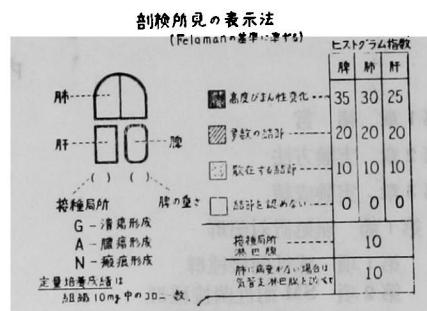 剖検所見の表示法
(Feldmanの基準に準ずる)
ヒストグラム指数
脾 肺 肝
肺
肝
脾
( ) ( )
接種局所 脾の重さ
G - 潰瘍形成
A - 膿瘍形成
N - 瘢痕形成
定量培養成績は
組織10mg中のコロニー数.
高度びまん性変化 35 30 25
多数の結節 20 20 20
散在する結節 10 10 10
結節を認めない 0 0 0
接種局所
淋巴腺
10
肺に病変がない場合は
気管支淋巴腺を
10